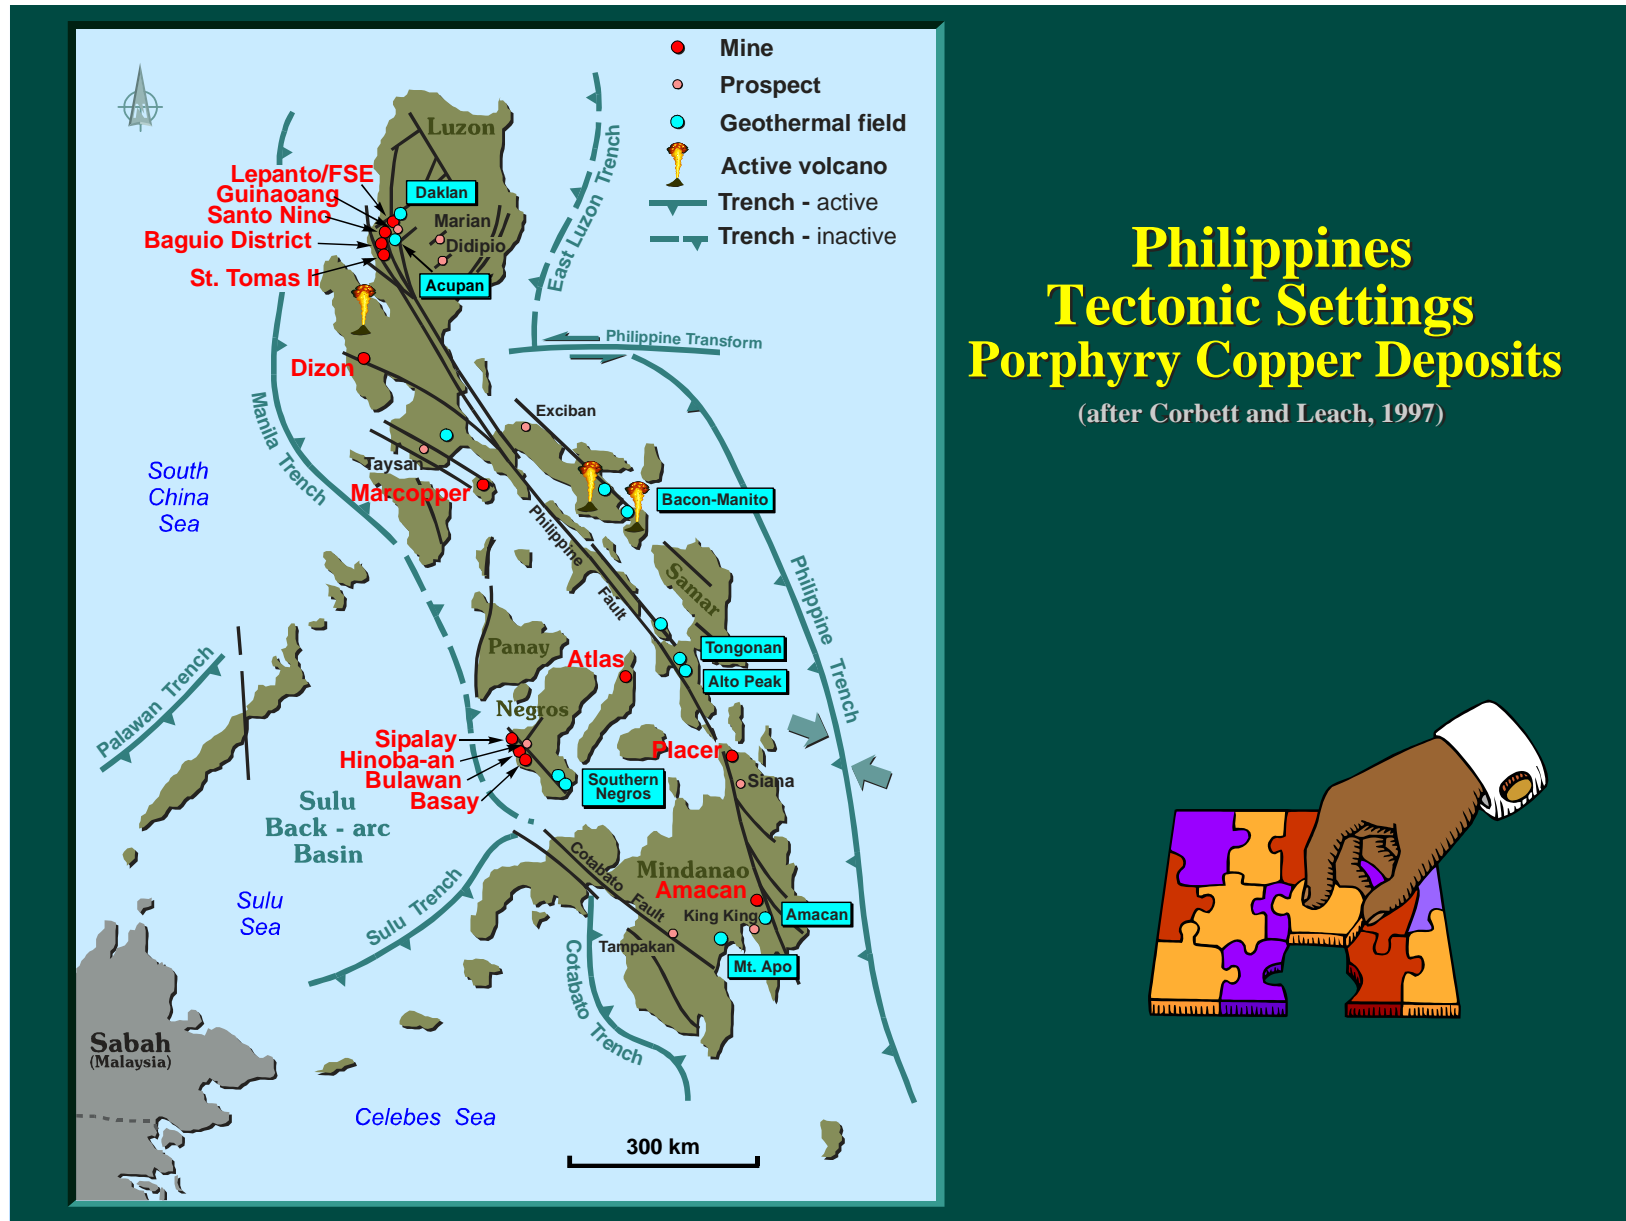 Mine
Prospect
Geothermal field
Active volcano
Trench - active
Trench - inactive
Luzon
Lepanto/FSE
Guinaoang
Santo Nino
Baguio District
St. Tomas II
Daklan
Marian
Didipio
Acupan
East Luzon Trench
Philippine Transform
Dizon
Manila Trench
Exciban
Taysan
Marcopper
Bacon-Manito
South
China
Sea
Philippine Fault
Samar
Philippine Trench
Panay
Atlas
Tongonan
Alto Peak
Palawan Trench
Negros
Sipalay
Hinoba-an
Bulawan
Basay
Southern
Negros
Placer
Siana
Sulu
Back - arc
Basin
Cotabato Fault
Mindanao
Amacan
King King
Amacan
Tampakan
Mt. Apo
Sulu Trench
Sulu
Sea
Cotabato Trench
Sabah
(Malaysia)
Celebes Sea
300 km
Philippines
Tectonic Settings
Porphyry Copper Deposits
(after Corbett and Leach, 1997)